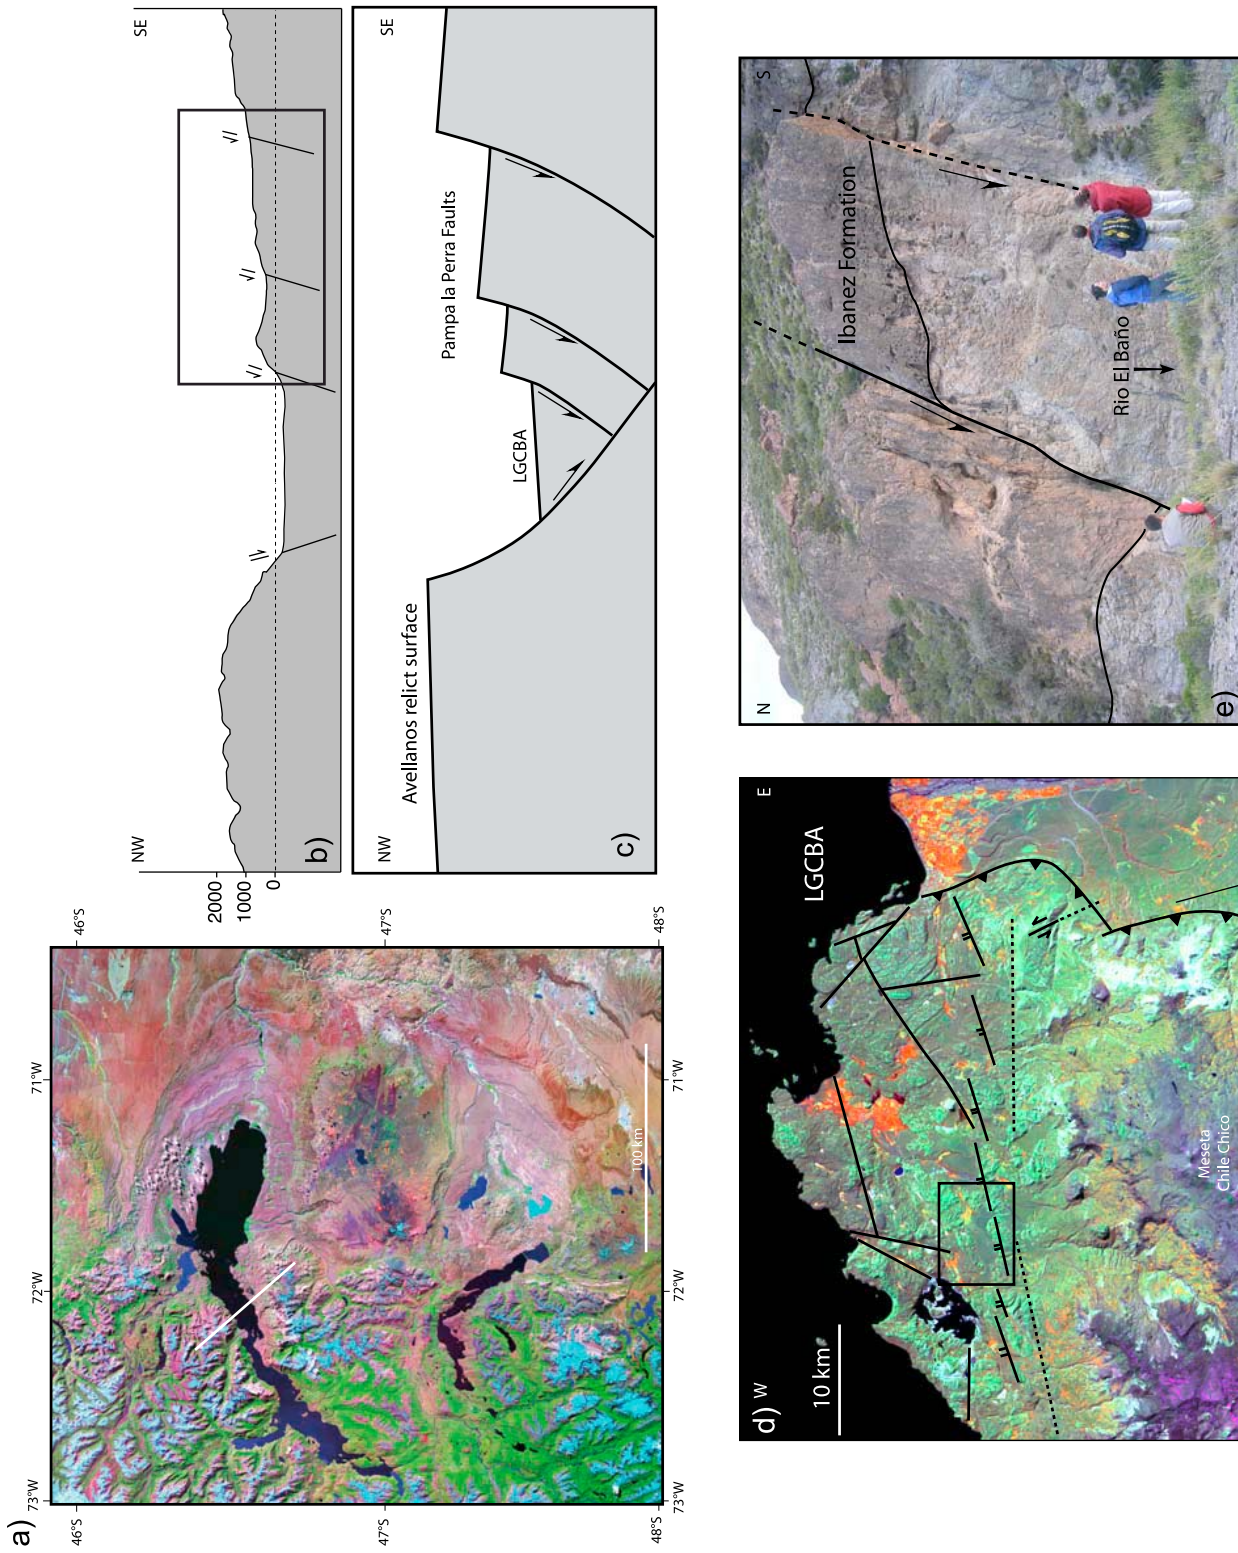 a)
73°W
72°W
71°W
46°S
46°S
47°S
47°S
48°S
48°S
73°W
72°W
71°W
100 km
b)
NW
SE
2000
1000
0
c)
NW
SE
Avellanos relict surface
LGCBA
Pampa la Perra Faults
d)
W
E
10 km
LGCBA
Meseta
Chile Chico
e)
N
S
Ibanez Formation
Rio El Baño